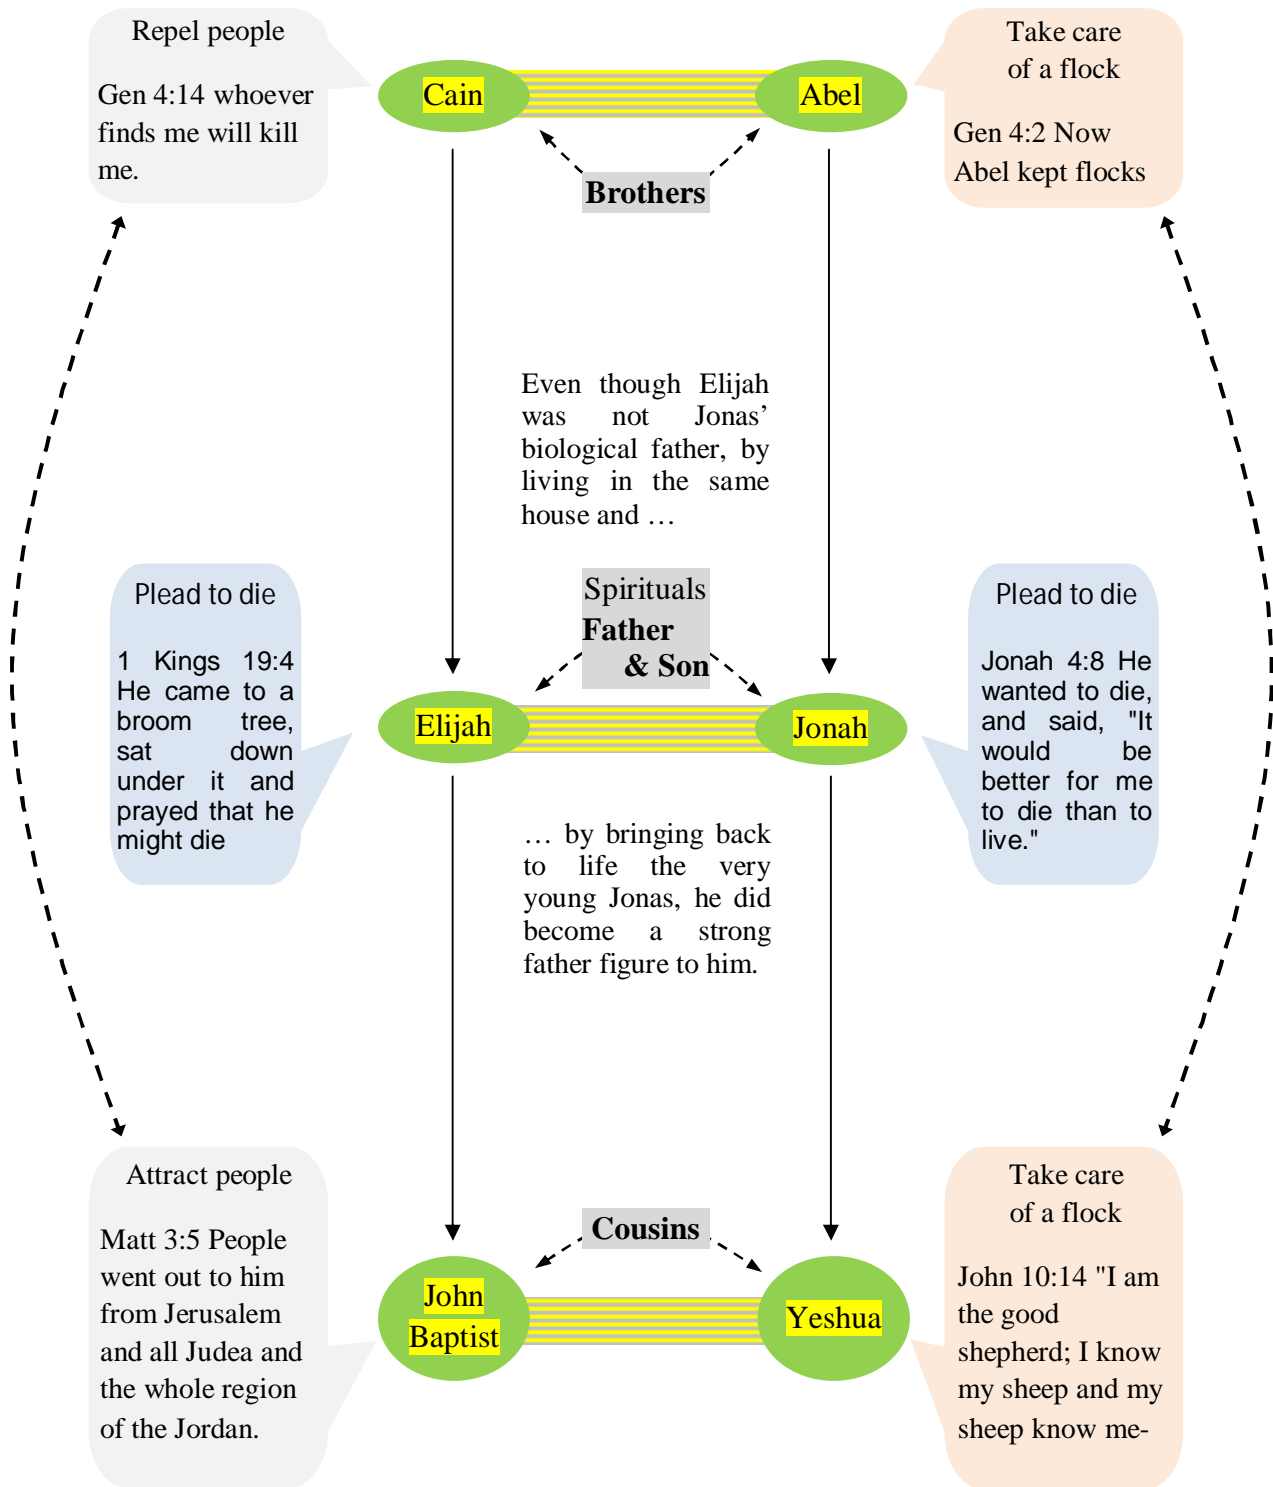 Repel people
Gen 4:14 whoever
finds me will kill
me.
Cain
Abel
Take care
of a flock
Gen 4:2 Now
Abel kept flocks
Brothers
Even though Elijah
was not Jonas’
biological father, by
living in the same
house and …
Plead to die
1 Kings 19:4
He came to a
broom tree,
sat down
under it and
prayed that he
might die
Spirituals
Father
& Son
Elijah
Jonah
Plead to die
Jonah 4:8 He
wanted to die,
and said, "It
would be
better for me
to die than to
live."
… by bringing back
to life the very
young Jonas, he did
become a strong
father figure to him.
Attract people
Matt 3:5 People
went out to him
from Jerusalem
and all Judea and
the whole region
of the Jordan.
Cousins
John
Baptist
Yeshua
Take care
of a flock
John 10:14 "I am
the good
shepherd; I know
my sheep and my
sheep know me-